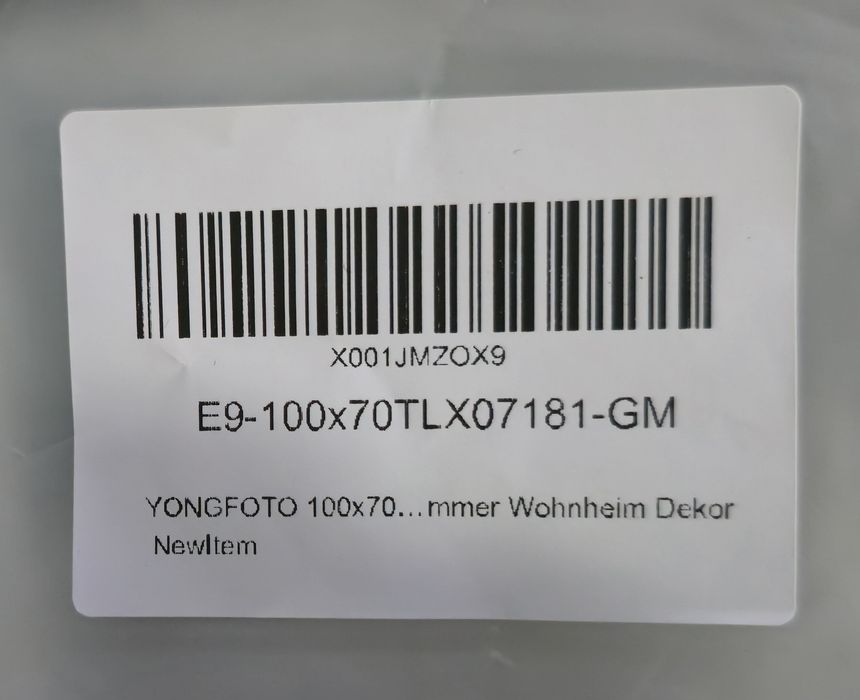 X001JMZOX9
E9-100x70TLX07181-GM
YONGFOTO 100x70...mmer Wohnheim Dekor
NewItem